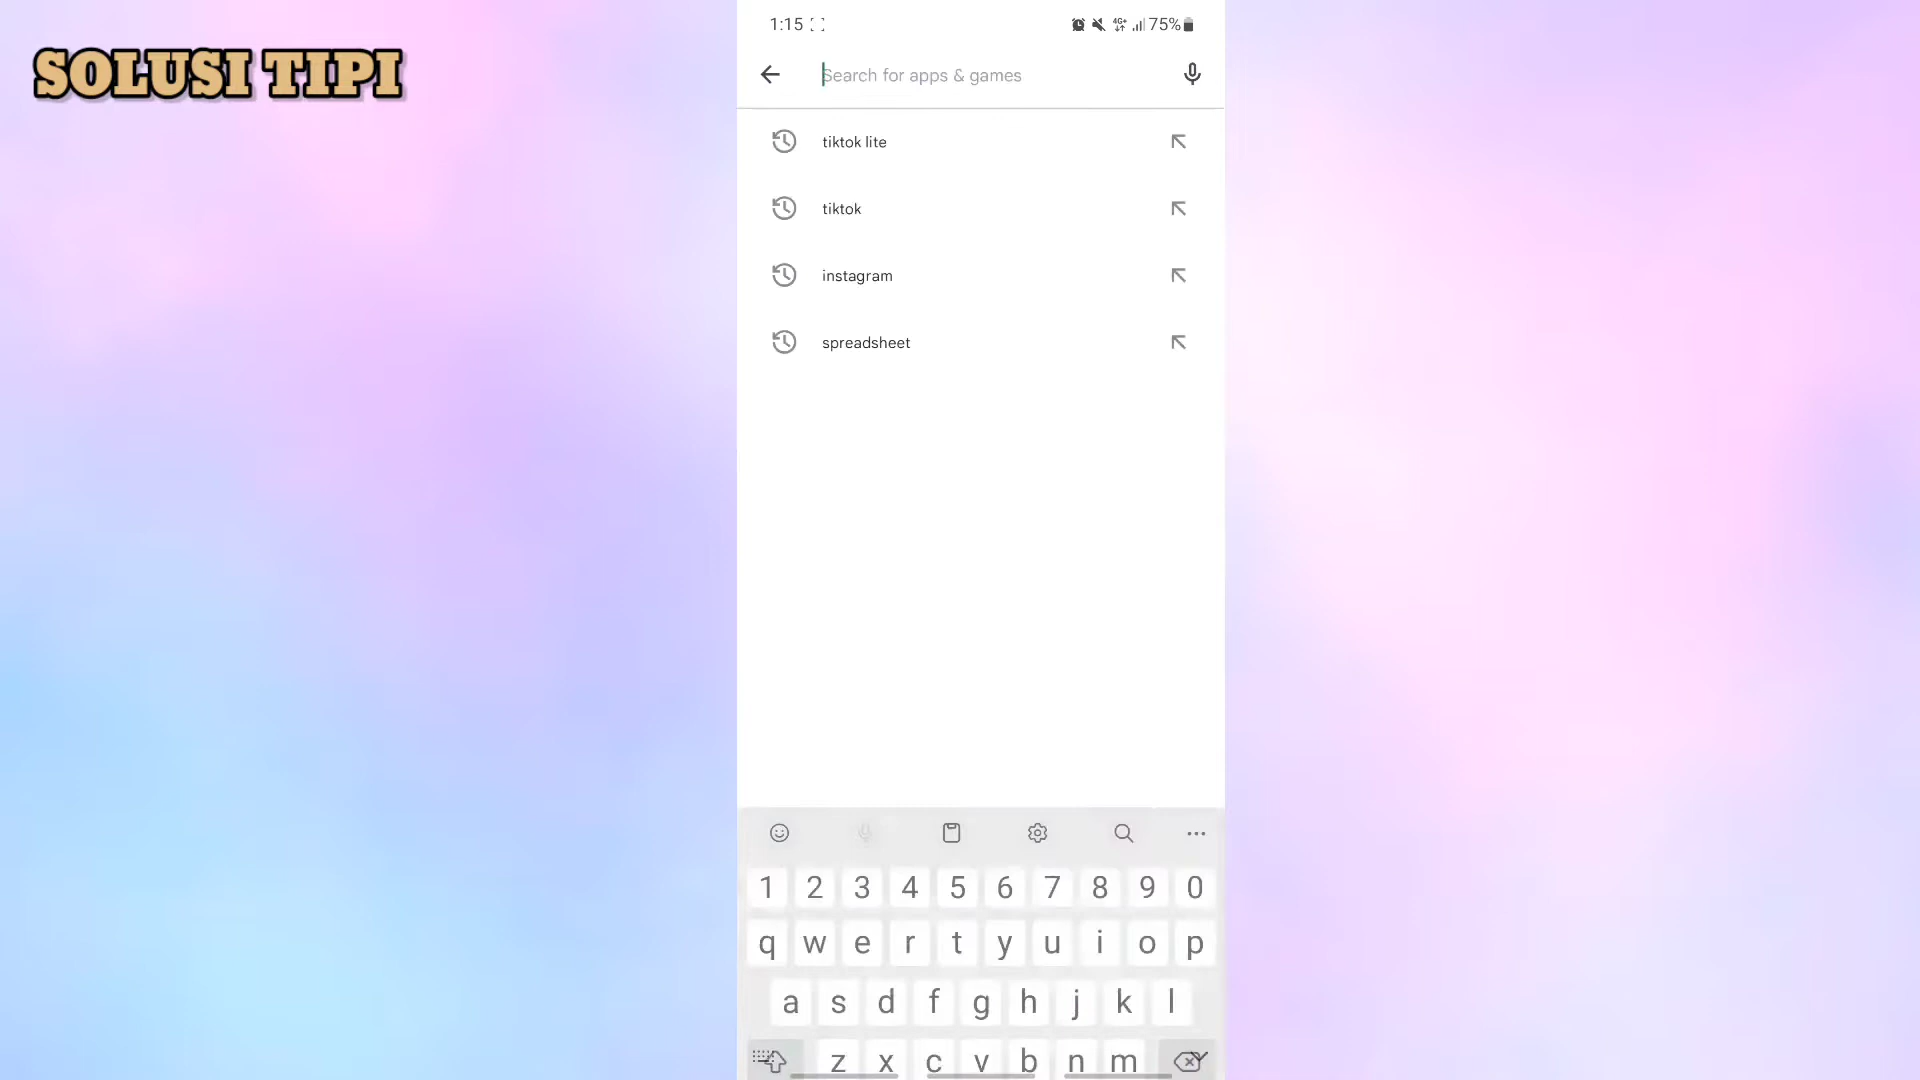 SOLUSI TIPI
1:15 4G+ 75%
Search for apps & games
tiktok lite
tiktok
instagram
spreadsheet
1 2 3 4 5 6 7 8 9 0
q w e r t y u i o p
a s d f g h j k l
z x c v b n m